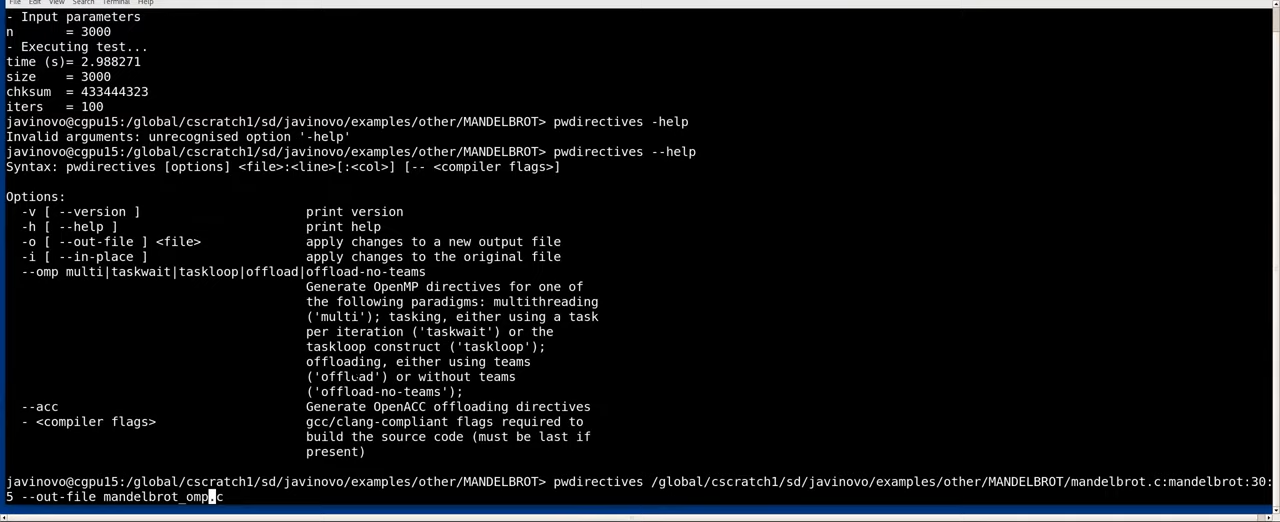 File Edit View Search Terminal Help
- Input parameters
n       = 3000
- Executing test...
time (s)= 2.988271
size    = 3000
chksum  = 433444323
iters   = 100
javinovo@cgpu15:/global/cscratch1/sd/javinovo/examples/other/MANDELBROT> pwdirectives -help
Invalid arguments: unrecognised option '-help'
javinovo@cgpu15:/global/cscratch1/sd/javinovo/examples/other/MANDELBROT> pwdirectives --help
Syntax: pwdirectives [options] <file>:<line>[:<col>] [-- <compiler flags>]
Options:
  -v [ --version ]                      print version
  -h [ --help ]                         print help
  -o [ --out-file ] <file>              apply changes to a new output file
  -i [ --in-place ]                     apply changes to the original file
  --omp multi|taskwait|taskloop|offload|offload-no-teams
                                        Generate OpenMP directives for one of
                                        the following paradigms: multithreading
                                        ('multi'); tasking, either using a task
                                        per iteration ('taskwait') or the
                                        taskloop construct ('taskloop');
                                        offloading, either using teams
                                        ('offload') or without teams
                                        ('offload-no-teams');
  --acc                                 Generate OpenACC offloading directives
  - <compiler flags>                    gcc/clang-compliant flags required to
                                        build the source code (must be last if
                                        present)
javinovo@cgpu15:/global/cscratch1/sd/javinovo/examples/other/MANDELBROT> pwdirectives /global/cscratch1/sd/javinovo/examples/other/MANDELBROT/mandelbrot.c:mandelbrot:30:
5 --out-file mandelbrot_omp.c